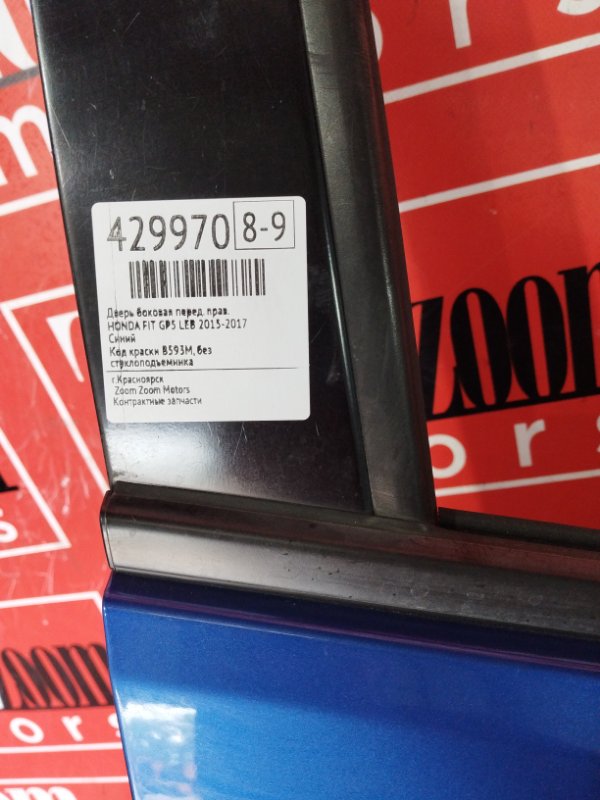 429970 8-9
Дверь боковая перед. прав.
HONDA FIT GP5 LEB 2013-2017
Синий
Код краски B593M, без
стеклоподъемника
г.Красноярск
Zoom Zoom Motors
Контрактные запчасти
ors
zoom
ors
m
s
zoom
ors